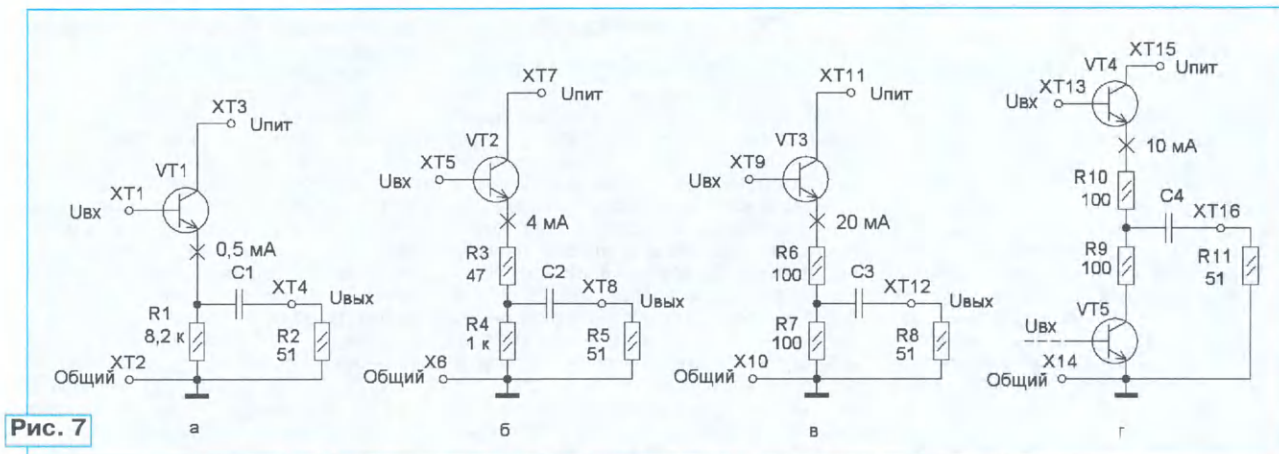 XT3
Uпит
VT1
XT1
Uвх
0,5 мА
C1
XT4
Uвых
R1
8,2 к
R2
51
XT2
Общий
а
XT7
Uпит
VT2
XT5
Uвх
4 мА
R3
47
C2
XT8
Uвых
R4
1 к
R5
51
X6
Общий
б
XT11
Uпит
VT3
XT9
Uвх
20 мА
R6
100
C3
XT12
Uвых
R7
100
R8
51
X10
Общий
в
XT15
Uпит
VT4
XT13
Uвх
10 мА
R10
100
C4
XT16
R9
100
R11
51
VT5
Uвх
X14
Общий
г
Рис. 7